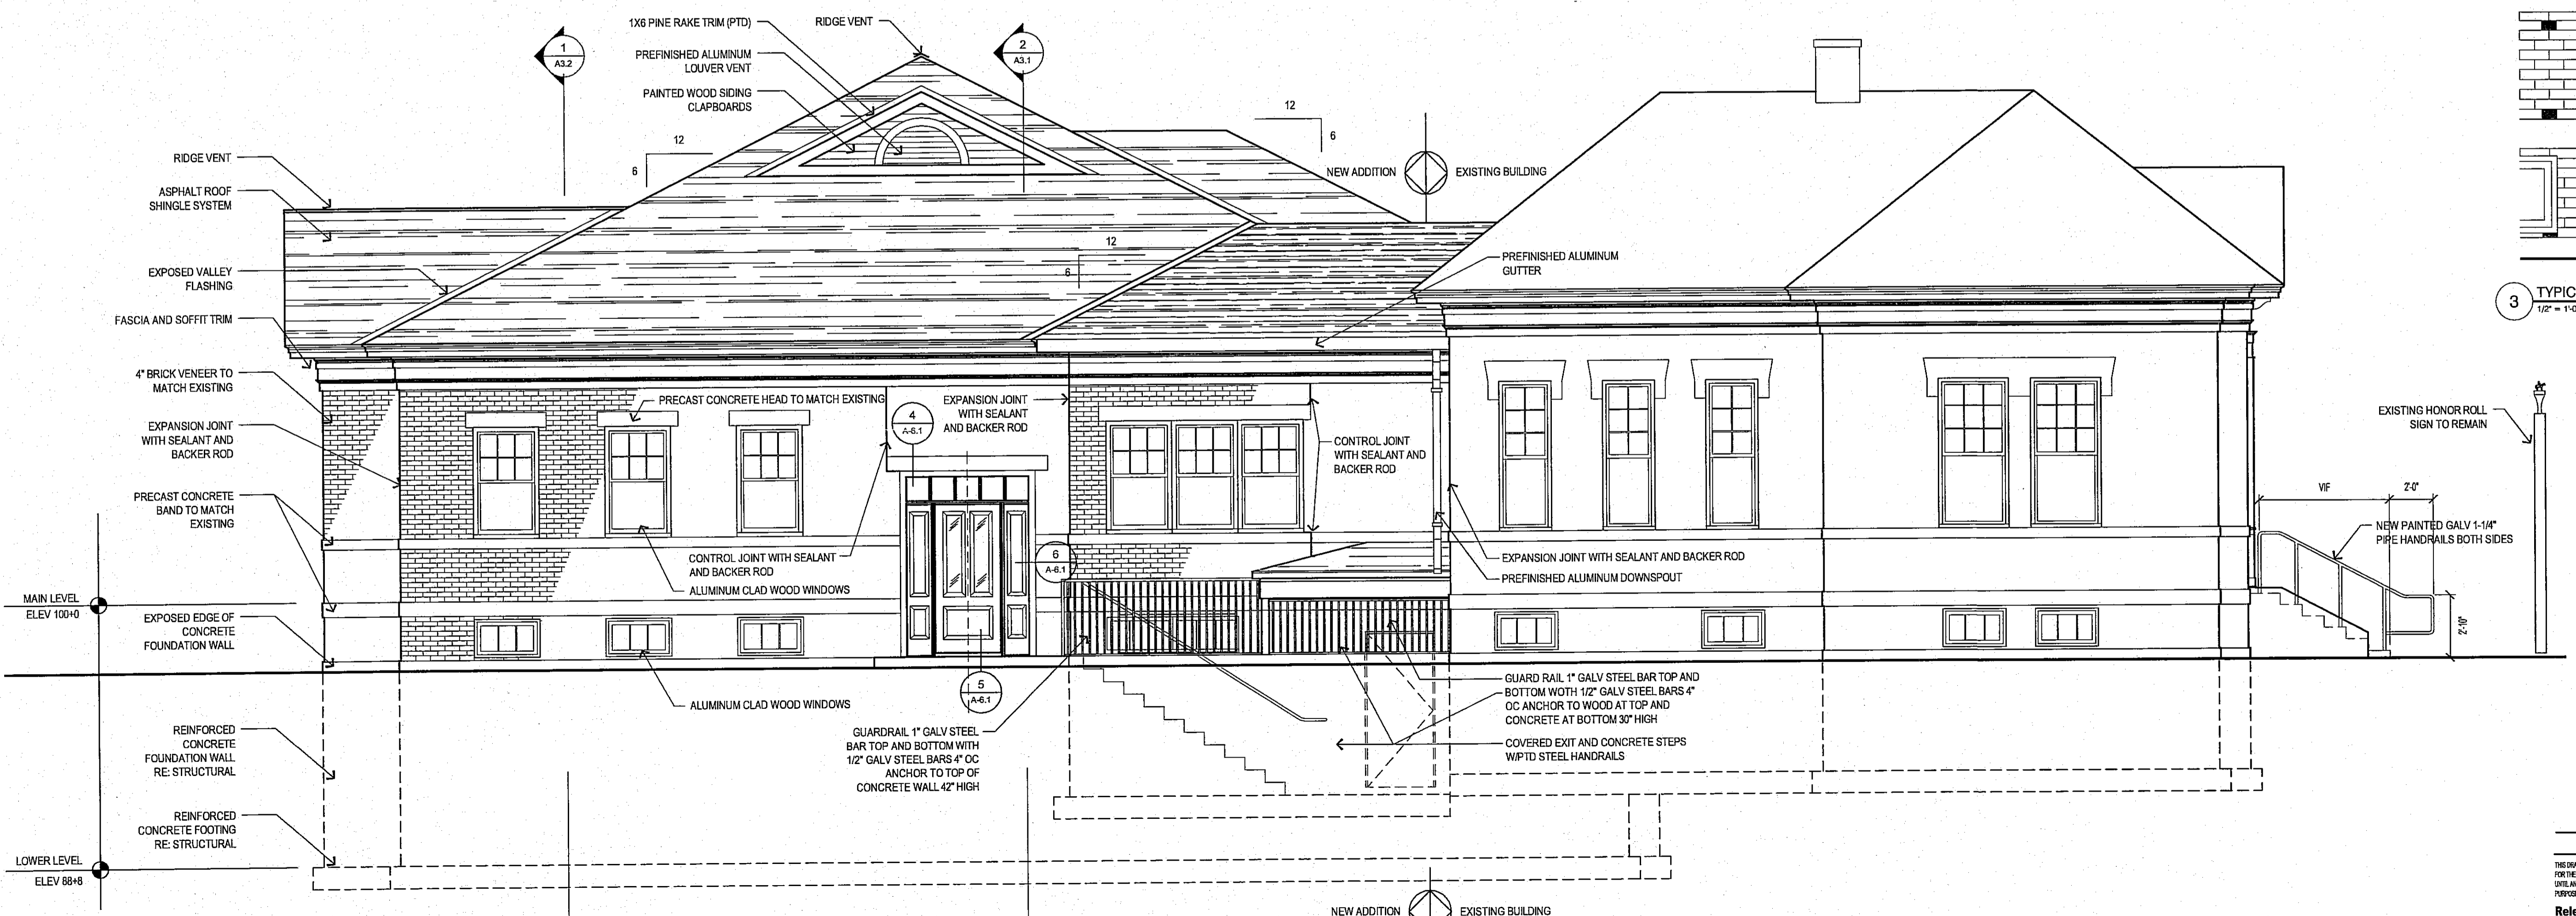 1X6 PINE RAKE TRIM (PTD)
RIDGE VENT
1
A3.2
2
A3.1
PREFINISHED ALUMINUM
LOUVER VENT
PAINTED WOOD SIDING
CLAPBOARDS
12
6
12
6
12
6
RIDGE VENT
ASPHALT ROOF
SHINGLE SYSTEM
EXPOSED VALLEY
FLASHING
FASCIA AND SOFFIT TRIM
4" BRICK VENEER TO
MATCH EXISTING
EXPANSION JOINT
WITH SEALANT AND
BACKER ROD
PRECAST CONCRETE
BAND TO MATCH
EXISTING
MAIN LEVEL
ELEV 100+0
EXPOSED EDGE OF
CONCRETE
FOUNDATION WALL
REINFORCED
CONCRETE
FOUNDATION WALL
RE: STRUCTURAL
REINFORCED
CONCRETE FOOTING
RE: STRUCTURAL
LOWER LEVEL
ELEV 88+8
NEW ADDITION
EXISTING BUILDING
PREFINISHED ALUMINUM
GUTTER
PRECAST CONCRETE HEAD TO MATCH EXISTING
4
A-6.1
EXPANSION JOINT
WITH SEALANT
AND BACKER ROD
CONTROL JOINT
WITH SEALANT AND
BACKER ROD
CONTROL JOINT WITH SEALANT
AND BACKER ROD
ALUMINUM CLAD WOOD WINDOWS
6
A-6.1
5
A-6.1
ALUMINUM CLAD WOOD WINDOWS
EXPANSION JOINT WITH SEALANT AND BACKER ROD
PREFINISHED ALUMINUM DOWNSPOUT
GUARDRAIL 1" GALV STEEL
BAR TOP AND BOTTOM WITH
1/2" GALV STEEL BARS 4" OC
ANCHOR TO TOP OF
CONCRETE WALL 42" HIGH
GUARD RAIL 1" GALV STEEL BAR TOP AND
BOTTOM WOTH 1/2" GALV STEEL BARS 4"
OC ANCHOR TO WOOD AT TOP AND
CONCRETE AT BOTTOM 30" HIGH
COVERED EXIT AND CONCRETE STEPS
W/PTD STEEL HANDRAILS
NEW ADDITION
EXISTING BUILDING
3
TYPIC
1/2" = 1'-0
EXISTING HONOR ROLL
SIGN TO REMAIN
VIF
2'-0"
NEW PAINTED GALV 1-1/4"
PIPE HANDRAILS BOTH SIDES
2'-10"
THIS DRA
FOR THE
UNTIL AN
PURPOSE
Rele